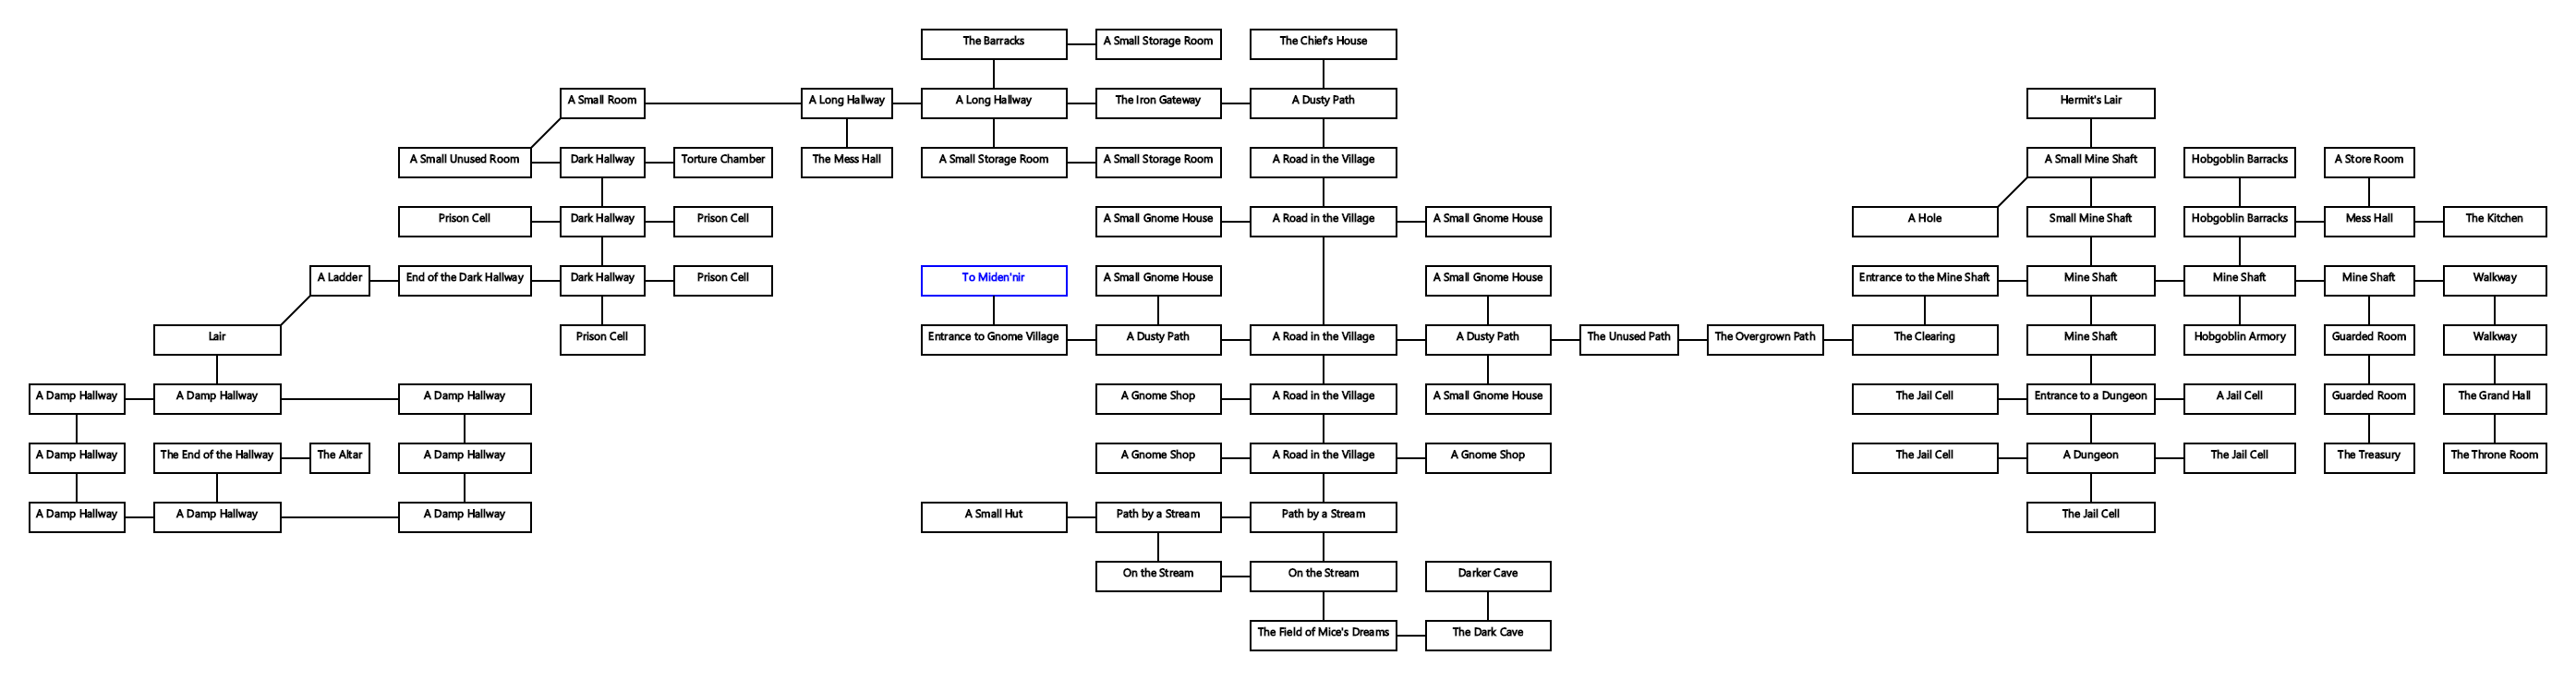 The Barracks
A Small Storage Room
The Chief's House
A Small Room
A Long Hallway
A Long Hallway
The Iron Gateway
A Dusty Path
Hermit's Lair
A Small Unused Room
Dark Hallway
Torture Chamber
The Mess Hall
A Small Storage Room
A Small Storage Room
A Road in the Village
A Small Mine Shaft
Hobgoblin Barracks
A Store Room
Prison Cell
Dark Hallway
Prison Cell
A Small Gnome House
A Road in the Village
A Small Gnome House
A Hole
Small Mine Shaft
Hobgoblin Barracks
Mess Hall
The Kitchen
A Ladder
End of the Dark Hallway
Dark Hallway
Prison Cell
To Miden'nir
A Small Gnome House
A Small Gnome House
Entrance to the Mine Shaft
Mine Shaft
Mine Shaft
Mine Shaft
Walkway
Lair
Prison Cell
Entrance to Gnome Village
A Dusty Path
A Road in the Village
A Dusty Path
The Unused Path
The Overgrown Path
The Clearing
Mine Shaft
Hobgoblin Armory
Guarded Room
Walkway
A Damp Hallway
A Damp Hallway
A Damp Hallway
A Gnome Shop
A Road in the Village
A Small Gnome House
The Jail Cell
Entrance to a Dungeon
A Jail Cell
Guarded Room
The Grand Hall
A Damp Hallway
The End of the Hallway
The Altar
A Damp Hallway
A Gnome Shop
A Road in the Village
A Gnome Shop
The Jail Cell
A Dungeon
The Jail Cell
The Treasury
The Throne Room
A Damp Hallway
A Damp Hallway
A Damp Hallway
A Small Hut
Path by a Stream
Path by a Stream
The Jail Cell
On the Stream
On the Stream
Darker Cave
The Field of Mice's Dreams
The Dark Cave